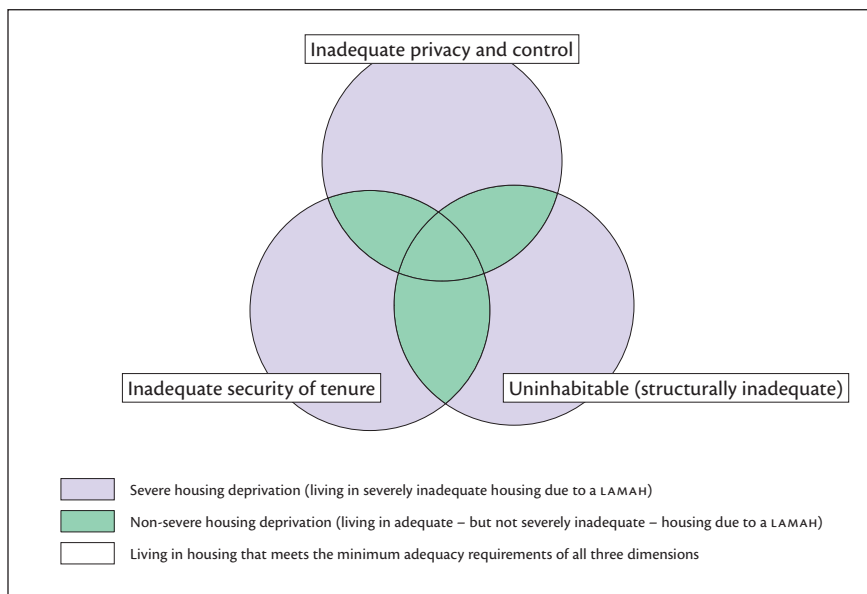 Inadequate privacy and control
Inadequate security of tenure
Uninhabitable (structurally inadequate)
Severe housing deprivation (living in severely inadequate housing due to a LAMAH)
Non-severe housing deprivation (living in adequate – but not severely inadequate – housing due to a LAMAH)
Living in housing that meets the minimum adequacy requirements of all three dimensions